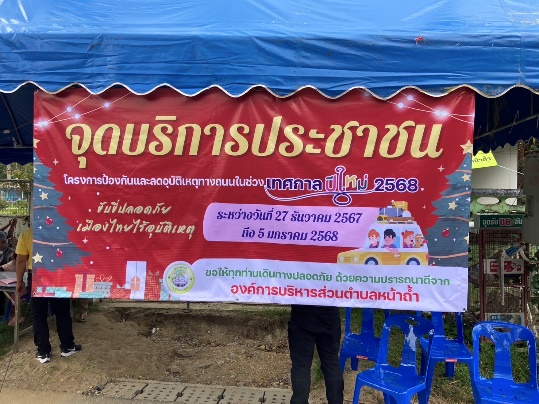 จุดบริการประชาชน
โครงการป้องกันและลดอุบัติเหตุทางถนนในช่วงเทศกาลปีใหม่ 2568
ขับขี่ปลอดภัย
เมืองไทยไร้อุบัติเหตุ
ระหว่างวันที่ 27 ธันวาคม 2567
ถึง 5 มกราคม 2568
ขอให้ทุกท่านเดินทางปลอดภัย ด้วยความปรารถนาดีจาก
องค์การบริหารส่วนตำบลหน้าถ้ำ